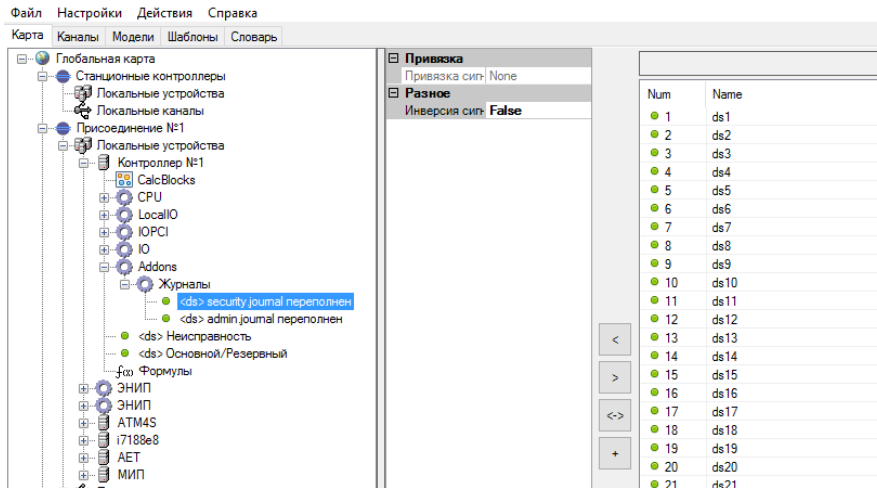 Файл Настройки Действия Справка
Карта Каналы Модели Шаблоны Словарь
Глобальная карта
Станционные контроллеры
Локальные устройства
Локальные каналы
Присоединение №1
Локальные устройства
Контроллер №1
CalcBlocks
CPU
LocalIO
IOPCI
IO
Addons
Журналы
<ds> security.journal переполнен
<ds> admin.journal переполнен
<ds> Неисправность
<ds> Основной/Резервный
f(x) Формулы
ЭНИП
ЭНИП
ATM4S
i7188e8
AET
МИП
Привязка
Привязка сиг None
Разное
Инверсия сиг False
<
>
<->
+
Num Name
1 ds1
2 ds2
3 ds3
4 ds4
5 ds5
6 ds6
7 ds7
8 ds8
9 ds9
10 ds10
11 ds11
12 ds12
13 ds13
14 ds14
15 ds15
16 ds16
17 ds17
18 ds18
19 ds19
20 ds20
21 ds21